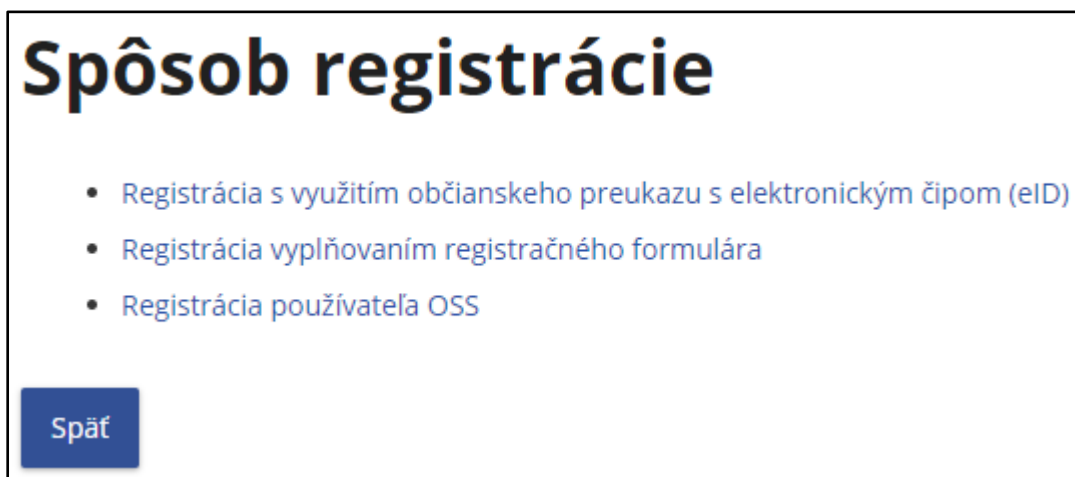 Spôsob registrácie
Registrácia s využitím občianskeho preukazu s elektronickým čipom (eID)
Registrácia vyplňovaním registračného formulára
Registrácia používateľa OSS
Späť